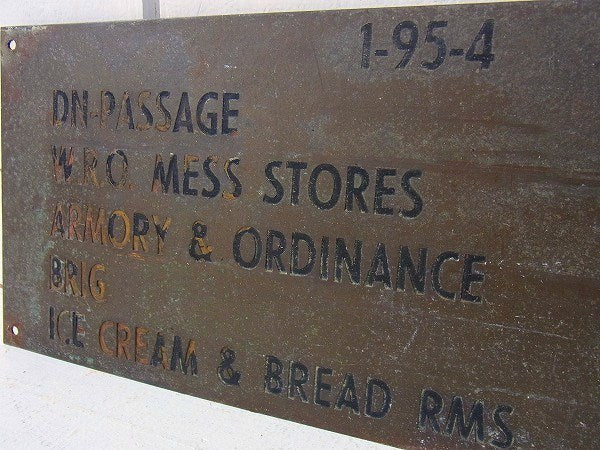 1-95-4
DN-PASSAGE
W.R.O. MESS STORES
ARMORY & ORDINANCE
BRIG
ICE CREAM & BREAD RMS